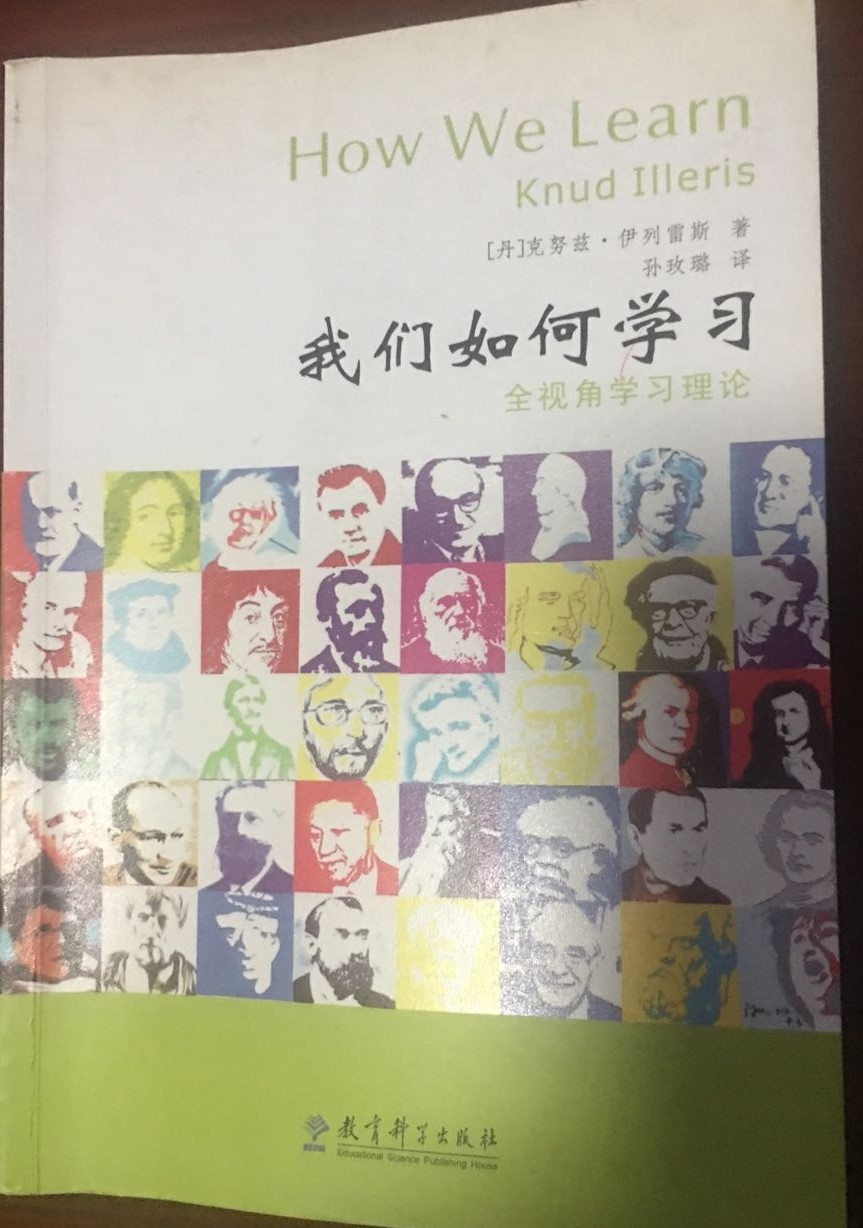 How We Learn
Knud Illeris
[丹]克努兹·伊列雷斯 著
孙玫璐 译
我们如何学习
全视角学习理论
教育科学出版社
Educational Science Publishing House